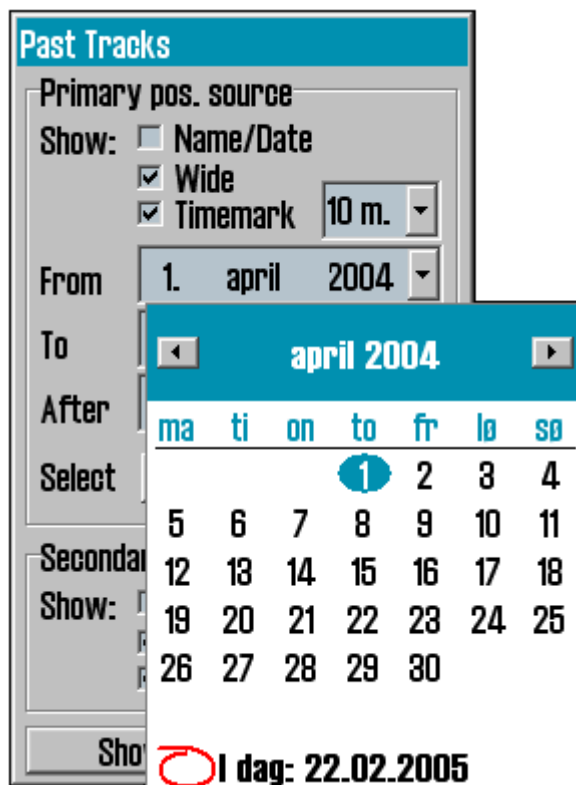 Past Tracks
Primary pos. source
Show: Name/Date
Wide
Timemark 10 m.
From 1. april 2004
To
After
Select
april 2004
ma ti on to fr lø sø
1 2 3 4
5 6 7 8 9 10 11
12 13 14 15 16 17 18
19 20 21 22 23 24 25
26 27 28 29 30
I dag: 22.02.2005
Show: